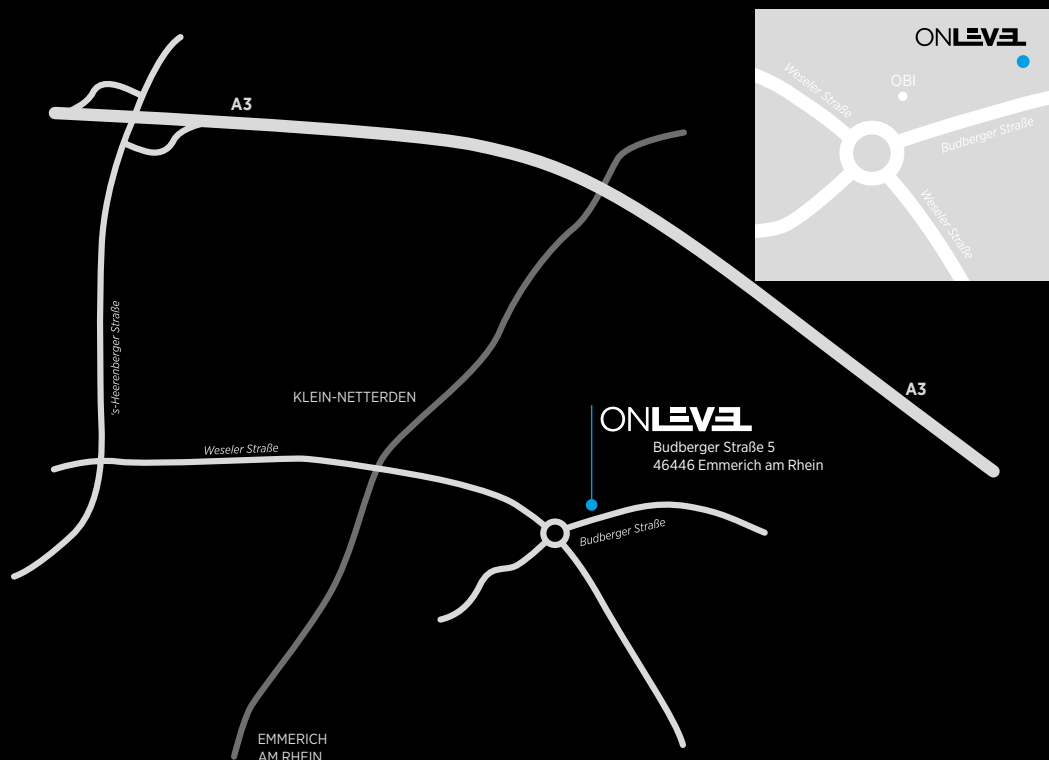 ONLEVEL
OBI
Weseler Straße
Budberger Straße
Weseler Straße
A3
's-Heerenberger Straße
KLEIN-NETTERDEN
A3
ONLEVEL
Budberger Straße 5
46446 Emmerich am Rhein
Weseler Straße
Budberger Straße
EMMERICH
AM RHEIN